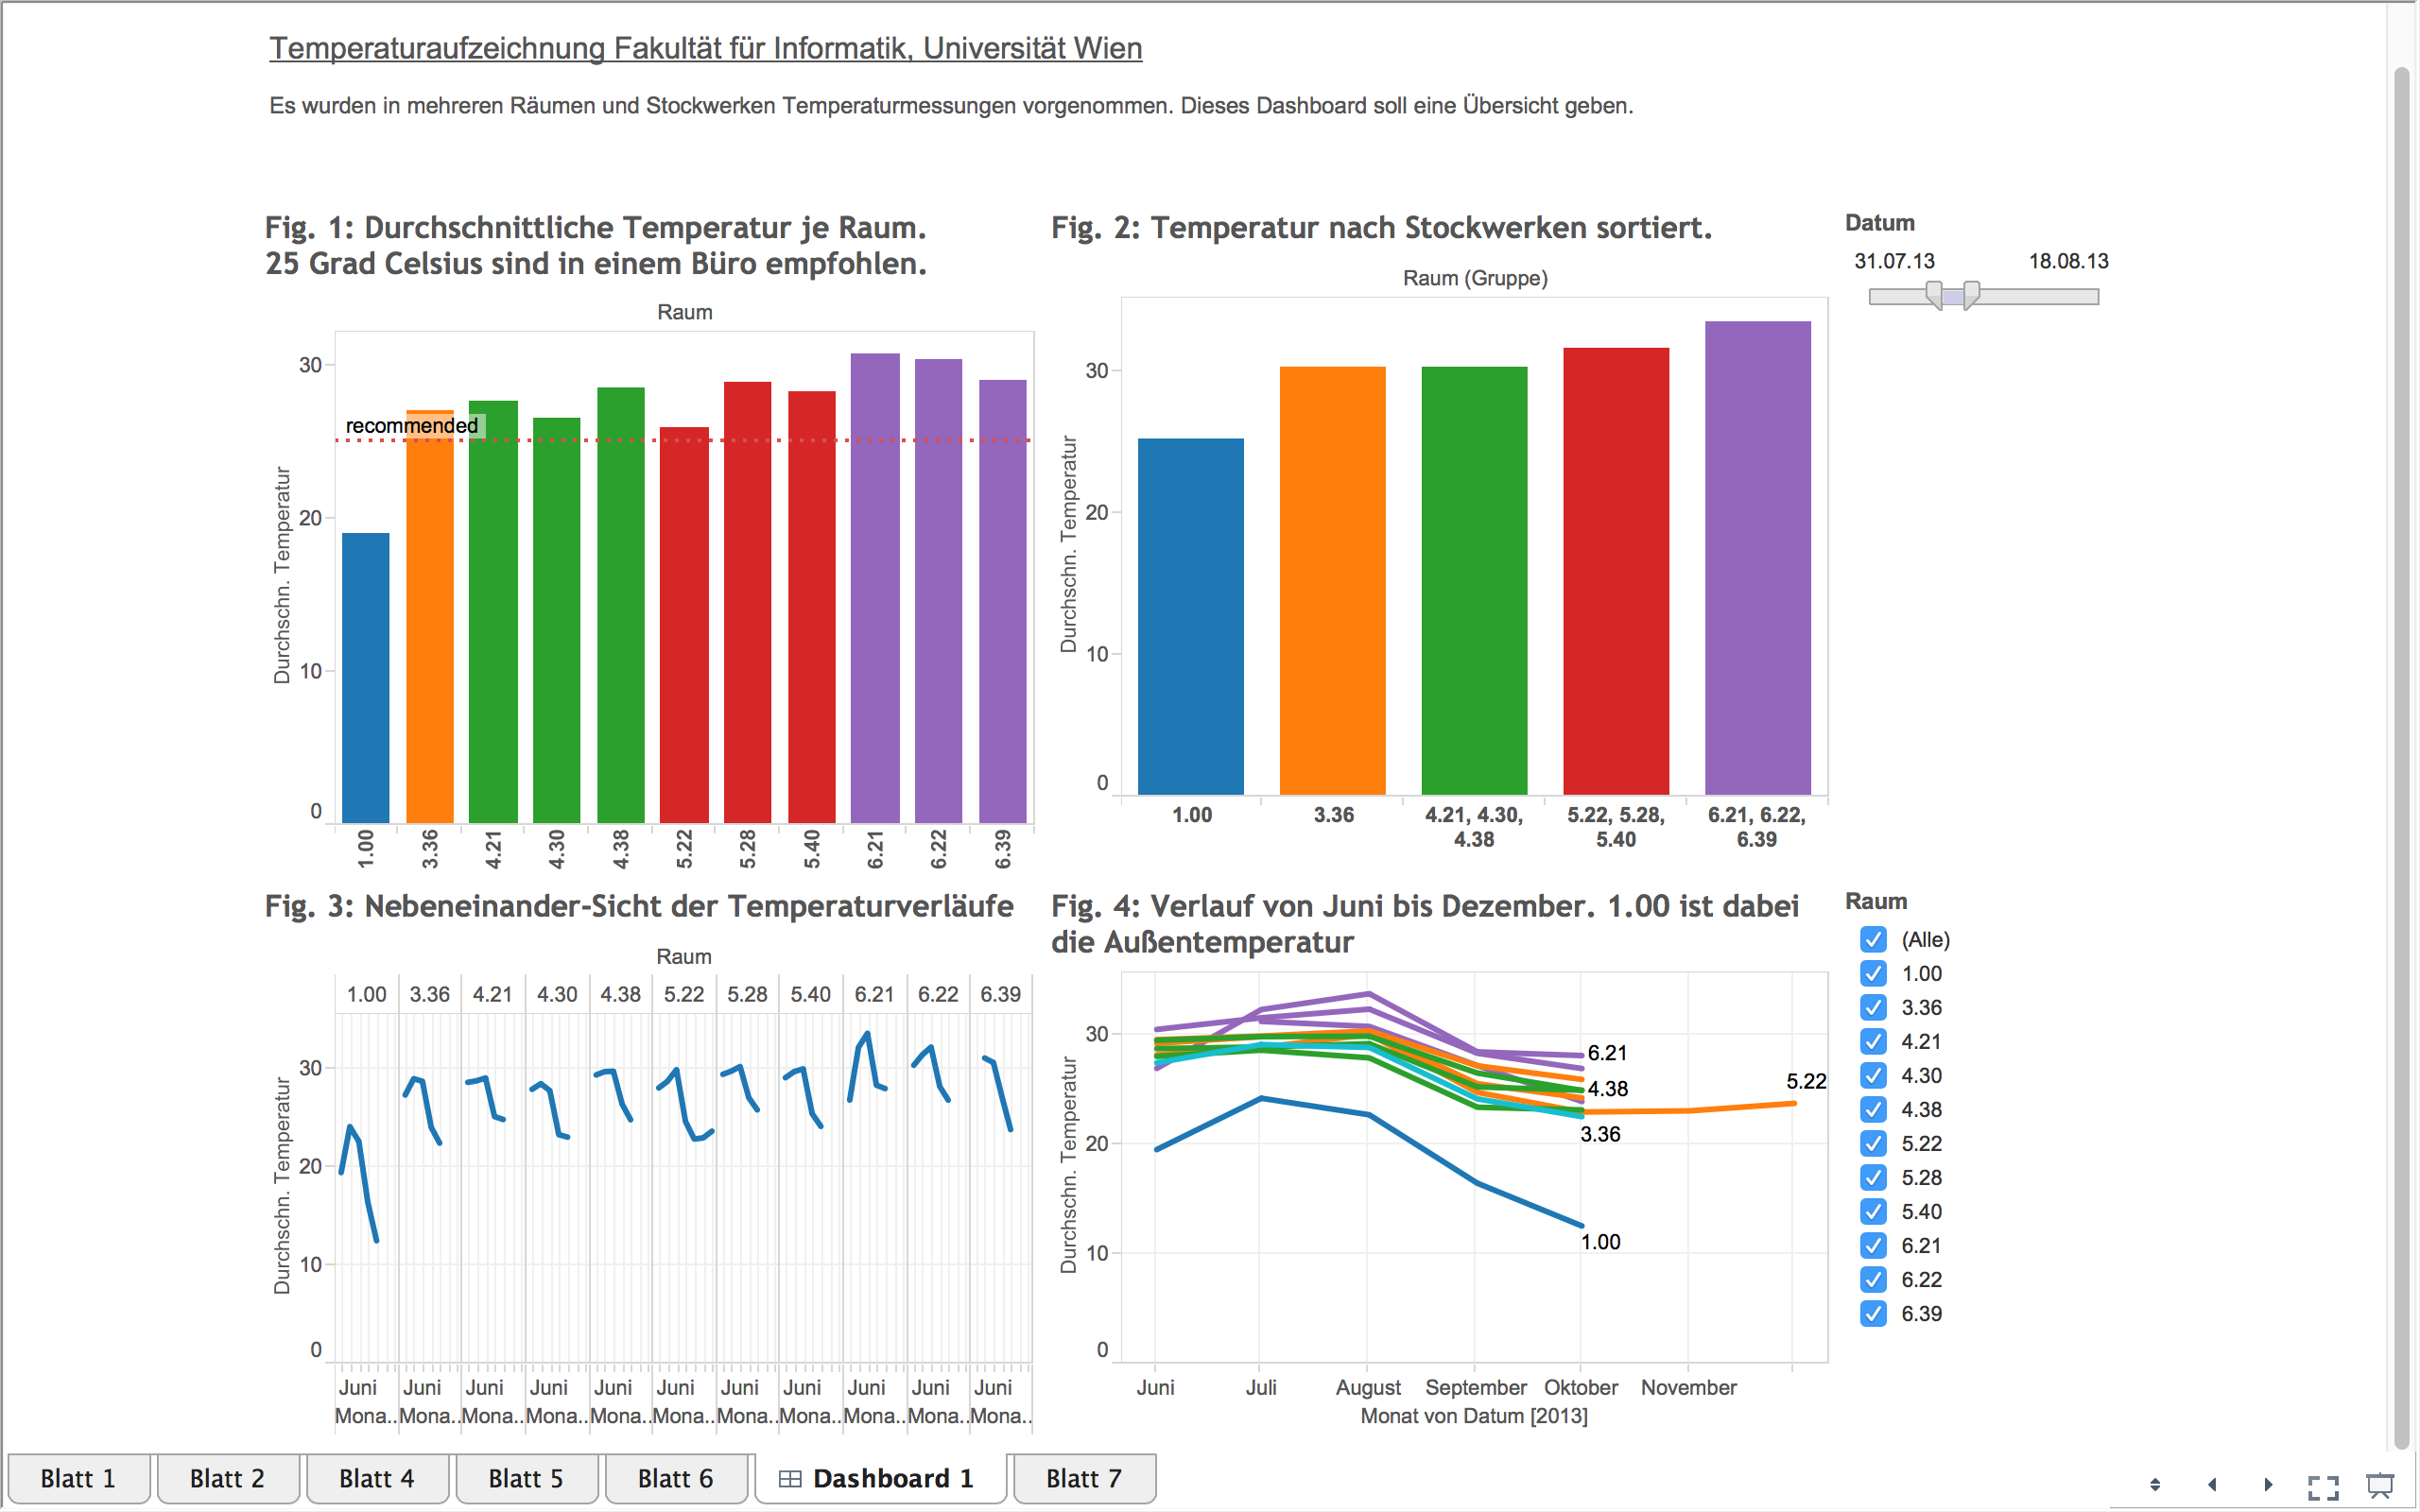 Temperaturaufzeichnung Fakultät für Informatik, Universität Wien
Es wurden in mehreren Räumen und Stockwerken Temperaturmessungen vorgenommen. Dieses Dashboard soll eine Übersicht geben.
Fig. 1: Durchschnittliche Temperatur je Raum.
25 Grad Celsius sind in einem Büro empfohlen.
Raum
Durchschn. Temperatur
30
20
10
0
recommended
1.00 3.36 4.21 4.30 4.38 5.22 5.28 5.40 6.21 6.22 6.39
Fig. 2: Temperatur nach Stockwerken sortiert.
Raum (Gruppe)
Durchschn. Temperatur
30
20
10
0
1.00 3.36 4.21, 4.30, 5.22, 5.28, 6.21, 6.22,
4.38 5.40 6.39
Datum
31.07.13 18.08.13
Fig. 3: Nebeneinander-Sicht der Temperaturverläufe
Raum
1.00 3.36 4.21 4.30 4.38 5.22 5.28 5.40 6.21 6.22 6.39
Durchschn. Temperatur
30
20
10
0
Juni Juni Juni Juni Juni Juni Juni Juni Juni Juni Juni
Mona.. Mona.. Mona.. Mona.. Mona.. Mona.. Mona.. Mona.. Mona.. Mona.. Mona..
Fig. 4: Verlauf von Juni bis Dezember. 1.00 ist dabei
die Außentemperatur
Durchschn. Temperatur
30
20
10
0
6.21
5.22
4.38
3.36
1.00
Juni Juli August September Oktober November
Monat von Datum [2013]
Raum
(Alle)
1.00
3.36
4.21
4.30
4.38
5.22
5.28
5.40
6.21
6.22
6.39
Blatt 1 Blatt 2 Blatt 4 Blatt 5 Blatt 6 Dashboard 1 Blatt 7